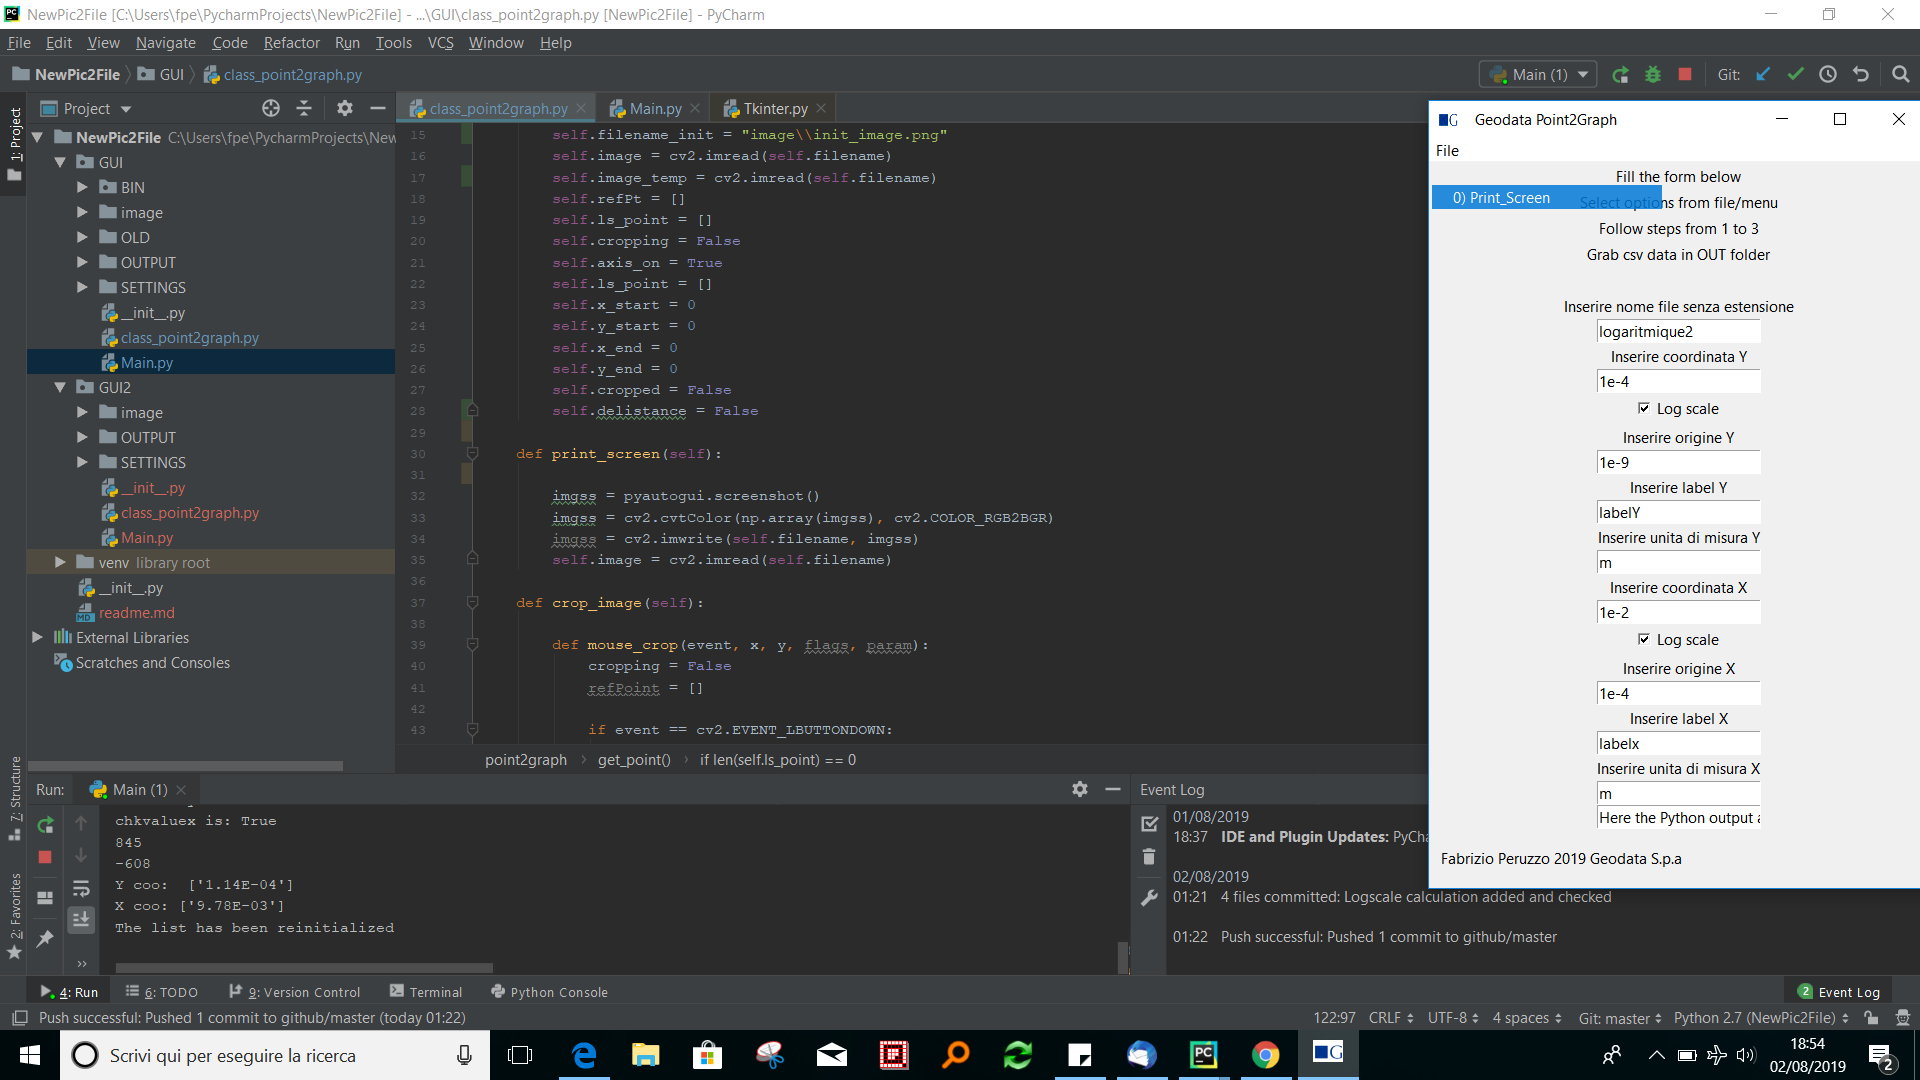 NewPic2File [C:\Users\fpe\PycharmProjects\NewPic2File] - ...\GUI\class_point2graph.py [NewPic2File] - PyCharm
File Edit View Navigate Code Refactor Run Tools VCS Window Help
NewPic2File GUI class_point2graph.py
Main (1) Git:
1: Project
Project
NewPic2File C:\Users\fpe\PycharmProjects\New
GUI
BIN
image
OLD
OUTPUT
SETTINGS
__init__.py
class_point2graph.py
Main.py
GUI2
image
OUTPUT
SETTINGS
__init__.py
class_point2graph.py
Main.py
venv library root
__init__.py
readme.md
External Libraries
Scratches and Consoles
class_point2graph.py Main.py Tkinter.py
15 self.filename_init = "image\\init_image.png"
16 self.image = cv2.imread(self.filename)
17 self.image_temp = cv2.imread(self.filename)
18 self.refPt = []
19 self.ls_point = []
20 self.cropping = False
21 self.axis_on = True
22 self.ls_point = []
23 self.x_start = 0
24 self.y_start = 0
25 self.x_end = 0
26 self.y_end = 0
27 self.cropped = False
28 self.delistance = False
29
30 def print_screen(self):
31
32 imgss = pyautogui.screenshot()
33 imgss = cv2.cvtColor(np.array(imgss), cv2.COLOR_RGB2BGR)
34 imgss = cv2.imwrite(self.filename, imgss)
35 self.image = cv2.imread(self.filename)
36
37 def crop_image(self):
38
39 def mouse_crop(event, x, y, flags, param):
40 cropping = False
41 refPoint = []
42
43 if event == cv2.EVENT_LBUTTONDOWN:
point2graph get_point() if len(self.ls_point) == 0
Geodata Point2Graph
File
Fill the form below
0) Print_Screen
Select options from file/menu
Follow steps from 1 to 3
Grab csv data in OUT folder
Inserire nome file senza estensione
logaritmique2
Inserire coordinata Y
1e-4
Log scale
Inserire origine Y
1e-9
Inserire label Y
labelY
Inserire unita di misura Y
m
Inserire coordinata X
1e-2
Log scale
Inserire origine X
1e-4
Inserire label X
labelx
Inserire unita di misura X
m
Here the Python output a
Fabrizio Peruzzo 2019 Geodata S.p.a
7: Structure
2: Favorites
Run: Main (1)
chkvaluex is: True
845
-608
Y coo: ['1.14E-04']
X coo: ['9.78E-03']
The list has been reinitialized
Event Log
01/08/2019
18:37 IDE and Plugin Updates: PyCha
02/08/2019
01:21 4 files committed: Logscale calculation added and checked
01:22 Push successful: Pushed 1 commit to github/master
4: Run 6: TODO 9: Version Control Terminal Python Console
2 Event Log
Push successful: Pushed 1 commit to github/master (today 01:22)
122:97 CRLF UTF-8 4 spaces Git: master Python 2.7 (NewPic2File)
Scrivi qui per eseguire la ricerca
18:54
02/08/2019
2